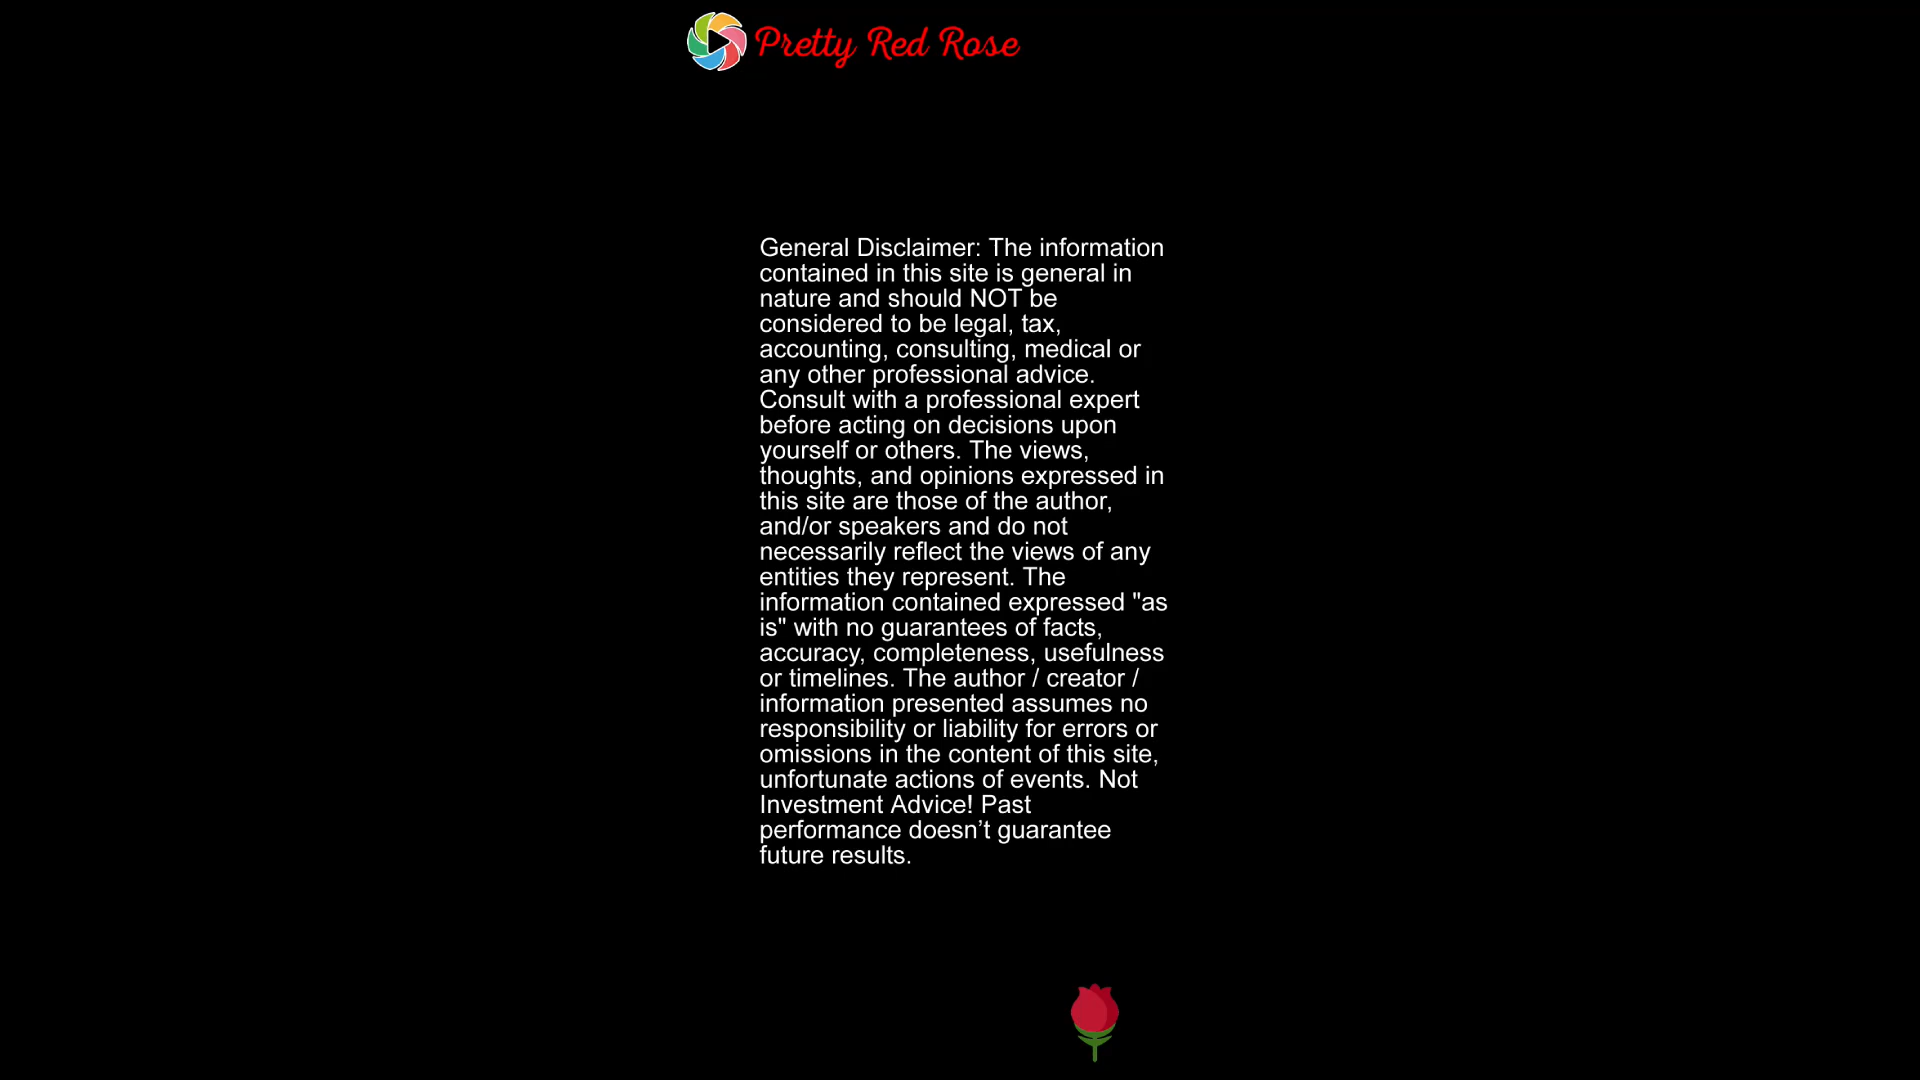 Pretty Red Rose
General Disclaimer: The information
contained in this site is general in
nature and should NOT be
considered to be legal, tax,
accounting, consulting, medical or
any other professional advice.
Consult with a professional expert
before acting on decisions upon
yourself or others. The views,
thoughts, and opinions expressed in
this site are those of the author,
and/or speakers and do not
necessarily reflect the views of any
entities they represent. The
information contained expressed "as
is" with no guarantees of facts,
accuracy, completeness, usefulness
or timelines. The author / creator /
information presented assumes no
responsibility or liability for errors or
omissions in the content of this site,
unfortunate actions of events. Not
Investment Advice! Past
performance doesn’t guarantee
future results.